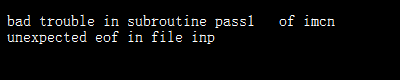 bad trouble in subroutine pass1   of imcn
unexpected eof in file inp